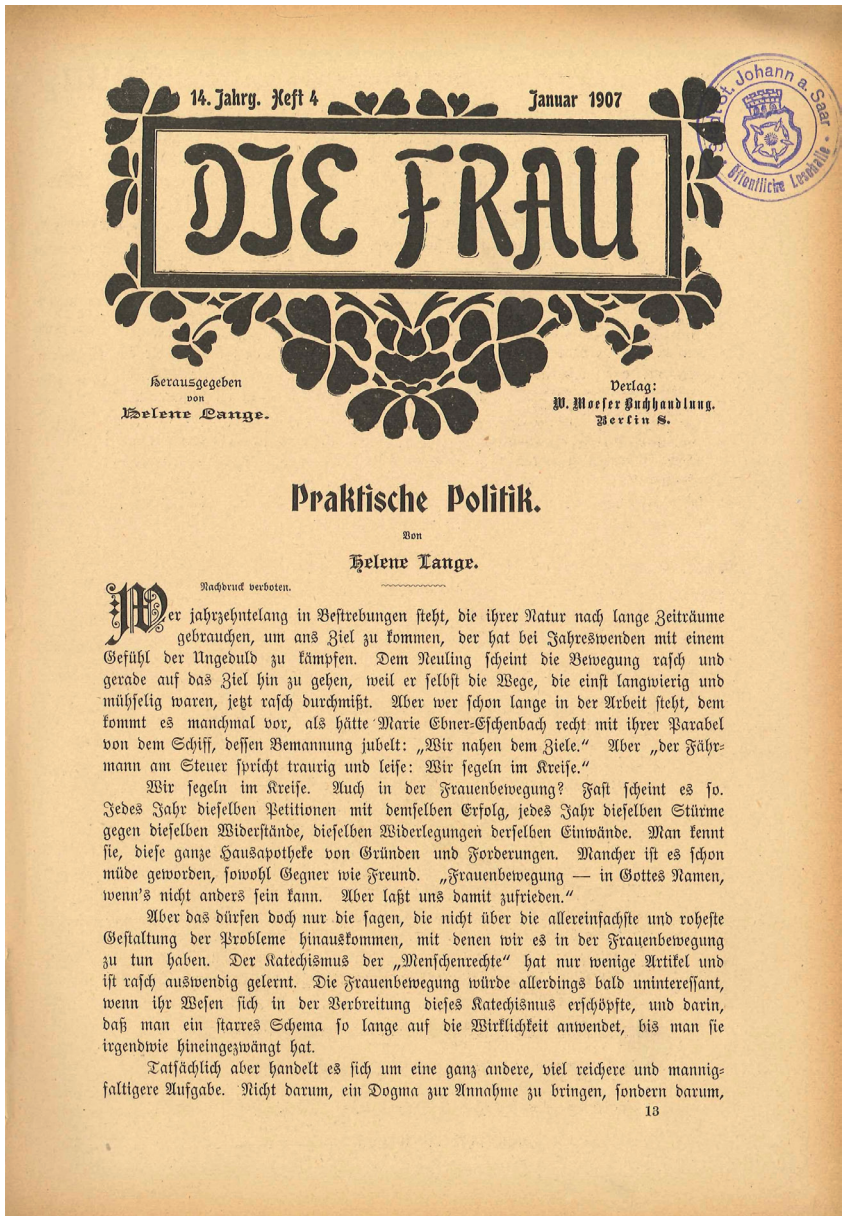 14. Jahrg. Heft 4
Januar 1907
St. Johann a. Saar
öffentliche Lesehalle
DIE FRAU
Herausgegeben
von
Helene Lange.
Verlag:
W. Moeser Buchhandlung.
Berlin S.
Praktische Politik.
Von
Helene Lange.
Nachdruck verboten.
Wer jahrzehntelang in Bestrebungen steht, die ihrer Natur nach lange Zeiträume
gebrauchen, um ans Ziel zu kommen, der hat bei Jahreswenden mit einem
Gefühl der Ungeduld zu kämpfen. Dem Neuling scheint die Bewegung rasch und
gerade auf das Ziel hin zu gehen, weil er selbst die Wege, die einst langwierig und
mühselig waren, jetzt rasch durchmißt. Aber wer schon lange in der Arbeit steht, dem
kommt es manchmal vor, als hätte Marie Ebner-Eschenbach recht mit ihrer Parabel
von dem Schiff, dessen Bemannung jubelt: „Wir nahen dem Ziele.“ Aber „der Fähr-
mann am Steuer spricht traurig und leise: Wir segeln im Kreise.“
Wir segeln im Kreise. Auch in der Frauenbewegung? Fast scheint es so.
Jedes Jahr dieselben Petitionen mit demselben Erfolg, jedes Jahr dieselben Stürme
gegen dieselben Widerstände, dieselben Widerlegungen derselben Einwände. Man kennt
sie, diese ganze Hausapotheke von Gründen und Forderungen. Mancher ist es schon
müde geworden, sowohl Gegner wie Freund. „Frauenbewegung — in Gottes Namen,
wenn's nicht anders sein kann. Aber laßt uns damit zufrieden.“
Aber das dürfen doch nur die sagen, die nicht über die allereinfachste und roheste
Gestaltung der Probleme hinauskommen, mit denen wir es in der Frauenbewegung
zu tun haben. Der Katechismus der „Menschenrechte“ hat nur wenige Artikel und
ist rasch auswendig gelernt. Die Frauenbewegung würde allerdings bald uninteressant,
wenn ihr Wesen sich in der Verbreitung dieses Katechismus erschöpfte, und darin,
daß man ein starres Schema so lange auf die Wirklichkeit anwendet, bis man sie
irgendwie hineingezwängt hat.
Tatsächlich aber handelt es sich um eine ganz andere, viel reichere und mannig-
faltigere Aufgabe. Nicht darum, ein Dogma zur Annahme zu bringen, sondern darum,
13